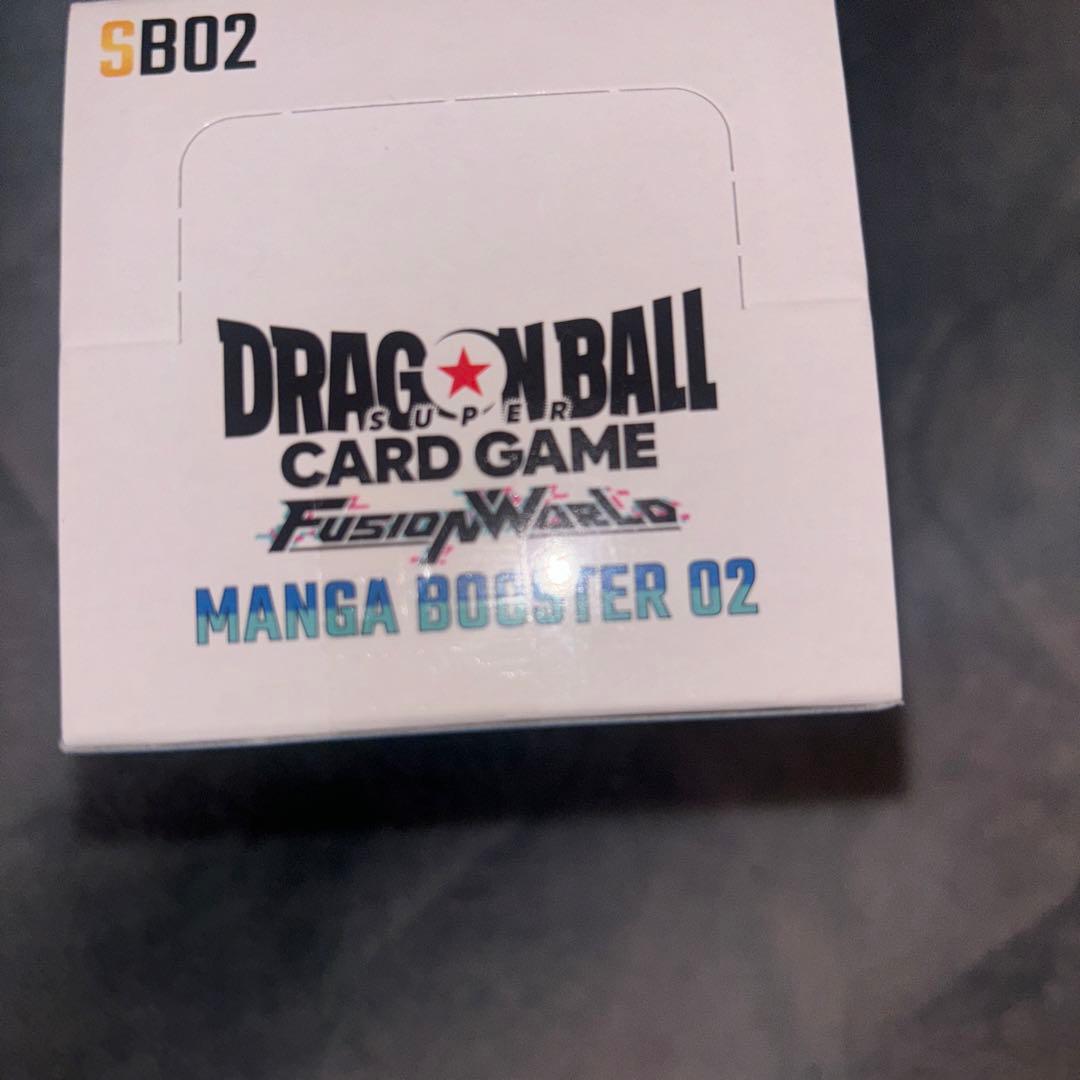 SB02
DRAGON BALL
SUPER
CARD GAME
FUSION WORLD
MANGA BOOSTER 02